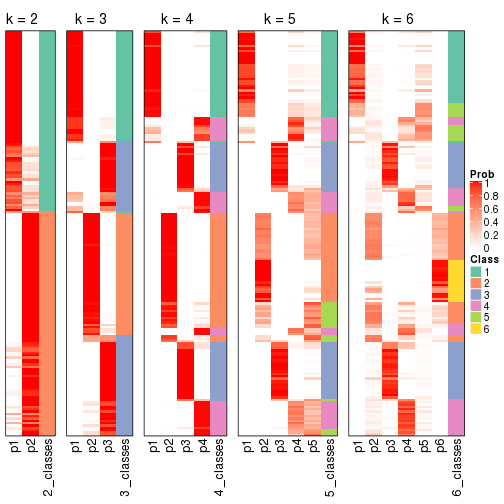 k = 2
k = 3
k = 4
k = 5
k = 6
Prob
1
0.8
0.6
0.4
0.2
0
Class
1
2
3
4
5
6
p1
p2
2_classes
p1
p2
p3
3_classes
p1
p2
p3
p4
4_classes
p1
p2
p3
p4
p5
5_classes
p1
p2
p3
p4
p5
p6
6_classes